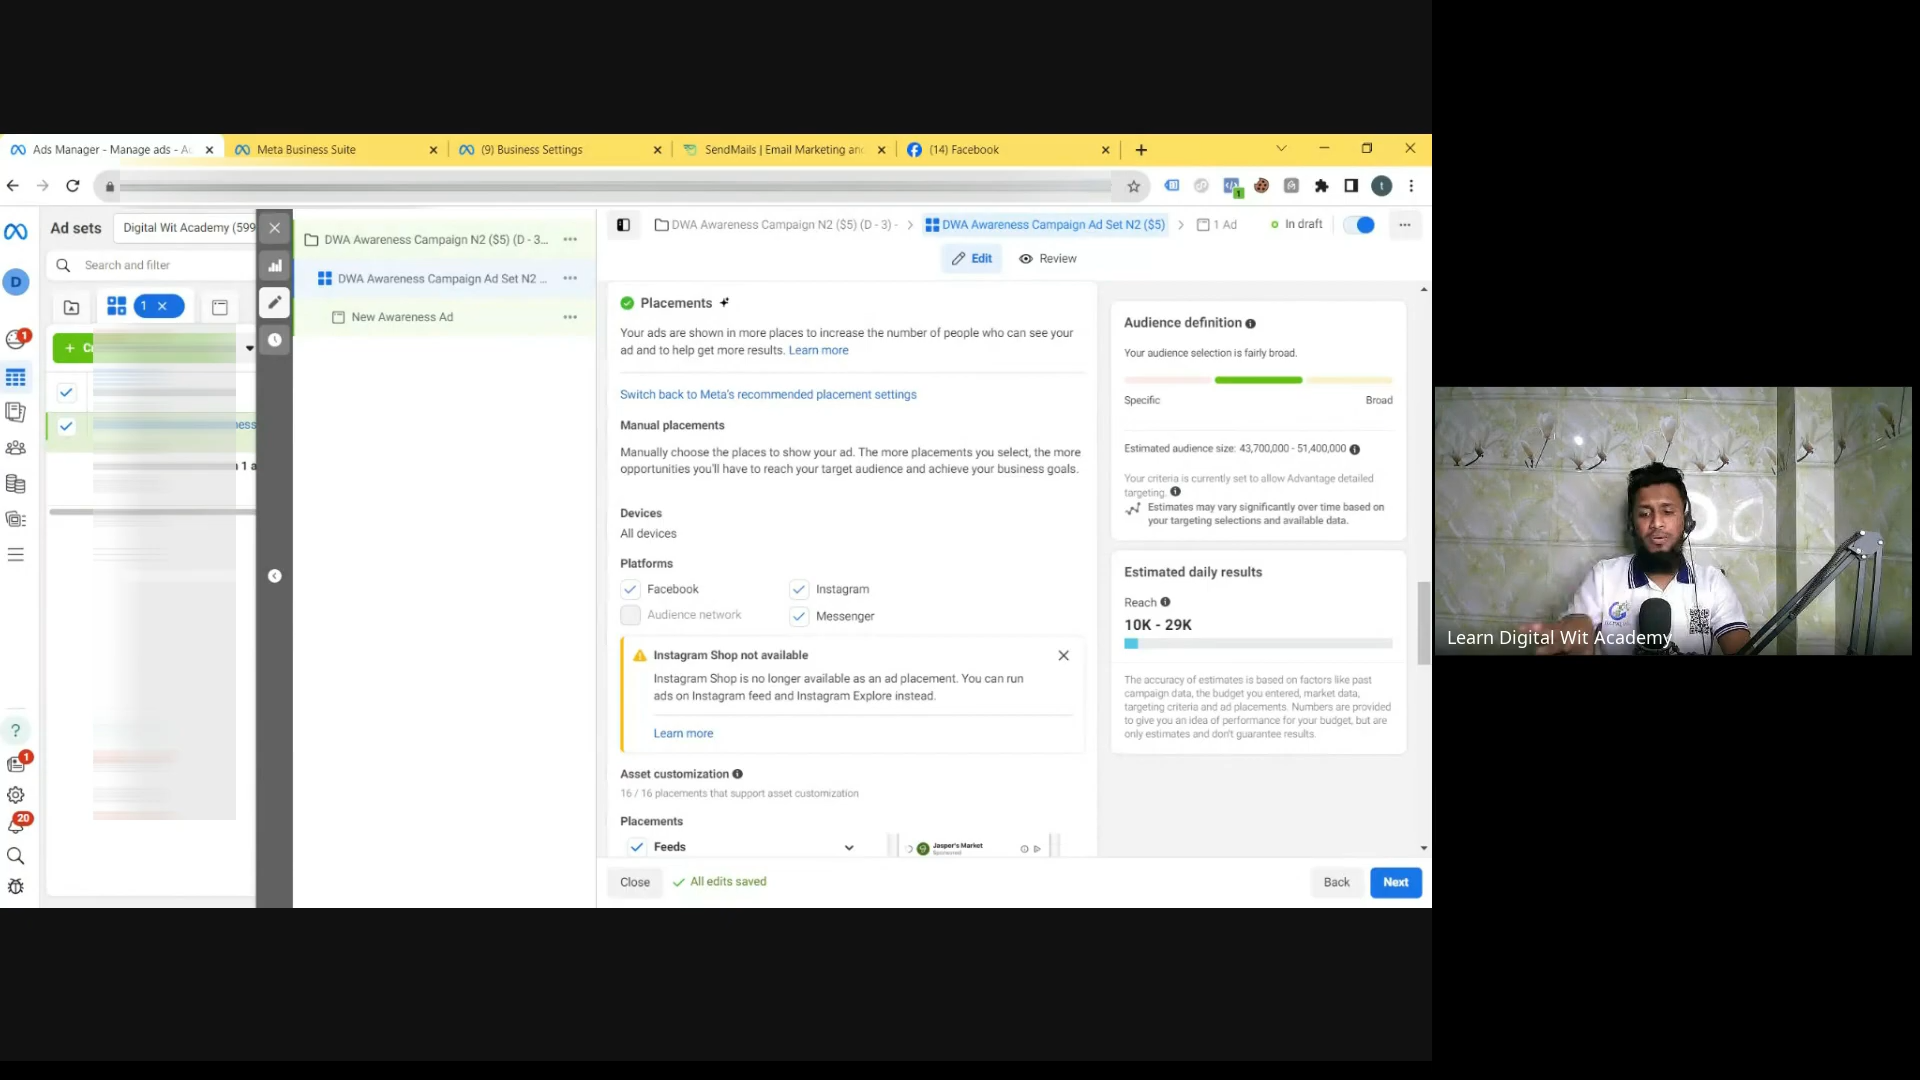 Ads Manager - Manage ads - A
Meta Business Suite
(9) Business Settings
SendMails | Email Marketing an
(14) Facebook
t
Ad sets
Digital Wit Academy (599
DWA Awareness Campaign N2 ($5) (D - 3...
DWA Awareness Campaign N2 ($5) (D - 3) -
DWA Awareness Campaign Ad Set N2 ($5)
1 Ad
In draft
D
Search and filter
DWA Awareness Campaign Ad Set N2 ...
Edit
Review
1
New Awareness Ad
Placements
Your ads are shown in more places to increase the number of people who can see your
ad and to help get more results. Learn more
Switch back to Meta's recommended placement settings
Manual placements
Manually choose the places to show your ad. The more placements you select, the more
opportunities you'll have to reach your target audience and achieve your business goals.
Devices
All devices
Platforms
Facebook
Instagram
Audience network
Messenger
Instagram Shop not available
Instagram Shop is no longer available as an ad placement. You can run
ads on Instagram feed and Instagram Explore instead.
Learn more
Asset customization
16 / 16 placements that support asset customization
Placements
Feeds
Jasper's Market
Sponsored
Audience definition
Your audience selection is fairly broad.
Specific
Broad
Estimated audience size: 43,700,000 - 51,400,000
Your criteria is currently set to allow Advantage detailed
targeting.
Estimates may vary significantly over time based on
your targeting selections and available data.
Estimated daily results
Reach
10K - 29K
The accuracy of estimates is based on factors like past
campaign data, the budget you entered, market data,
targeting criteria and ad placements. Numbers are provided
to give you an idea of performance for your budget, but are
only estimates and don't guarantee results.
1
1
20
Close
All edits saved
Back
Next
Learn Digital Wit Academy